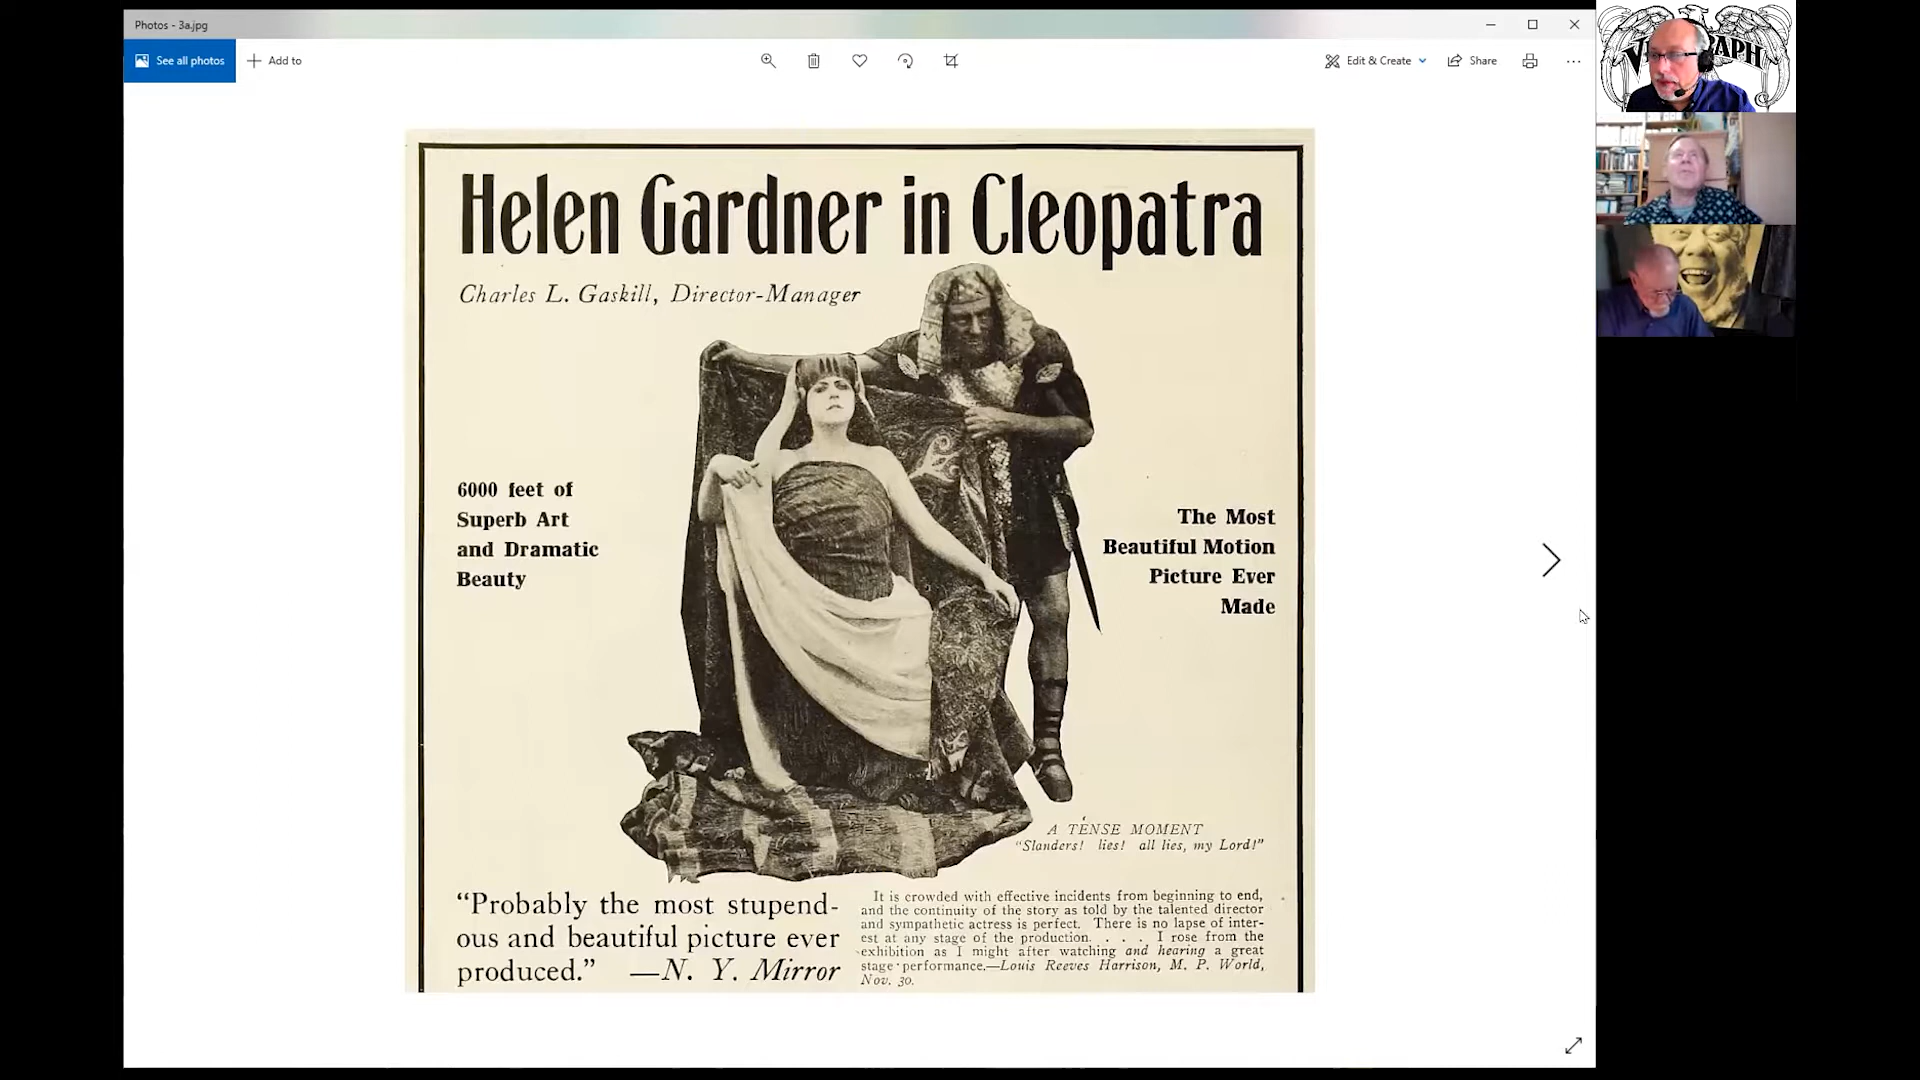 Photos - 3a.jpg
See all photos
Add to
Edit & Create
Share
Helen Gardner in Cleopatra
Charles L. Gaskill, Director-Manager
6000 feet of
Superb Art
and Dramatic
Beauty
The Most
Beautiful Motion
Picture Ever
Made
A TENSE MOMENT
"Slanders! lies! all lies, my Lord!"
“Probably the most stupend-
ous and beautiful picture ever
produced.” —N. Y. Mirror
It is crowded with effective incidents from beginning to end,
and the continuity of the story as told by the talented director
and sympathetic actress is perfect. There is no lapse of inter-
est at any stage of the production. . . . I rose from the
exhibition as I might after watching and hearing a great
stage performance.—Louis Reeves Harrison, M. P. World,
Nov. 30.